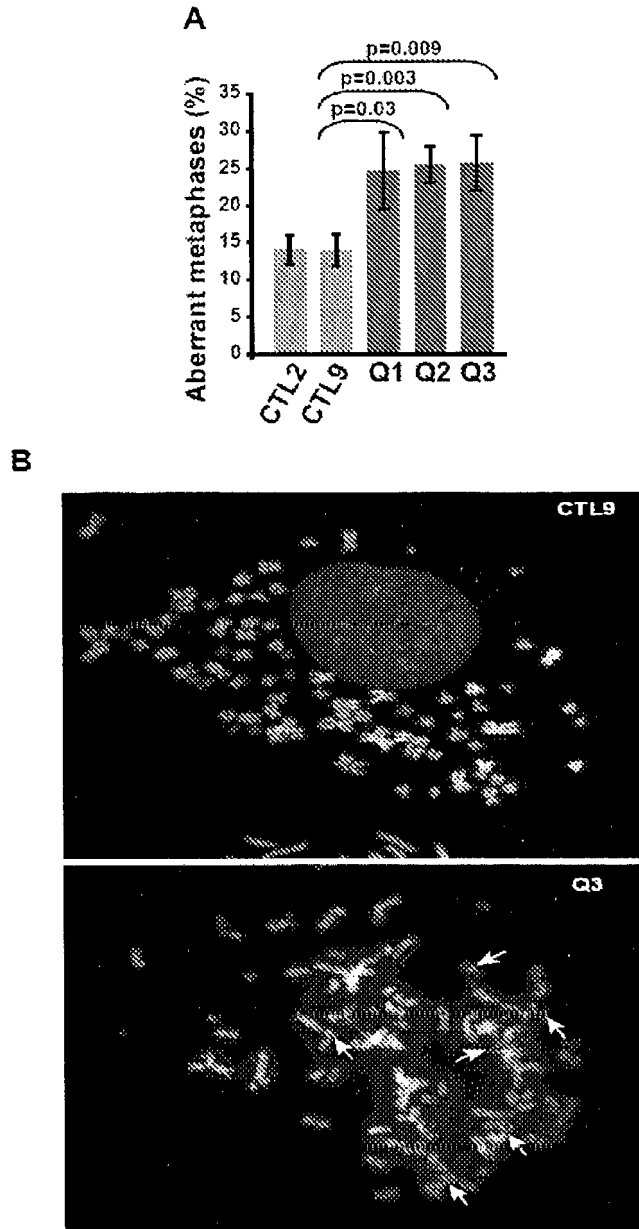 A
p=0.009
p=0.003
p=0.03
Aberrant metaphases (%)
35
30
25
20
15
10
5
0
CTL2
CTL9
Q1
Q2
Q3
B
CTL9
Q3